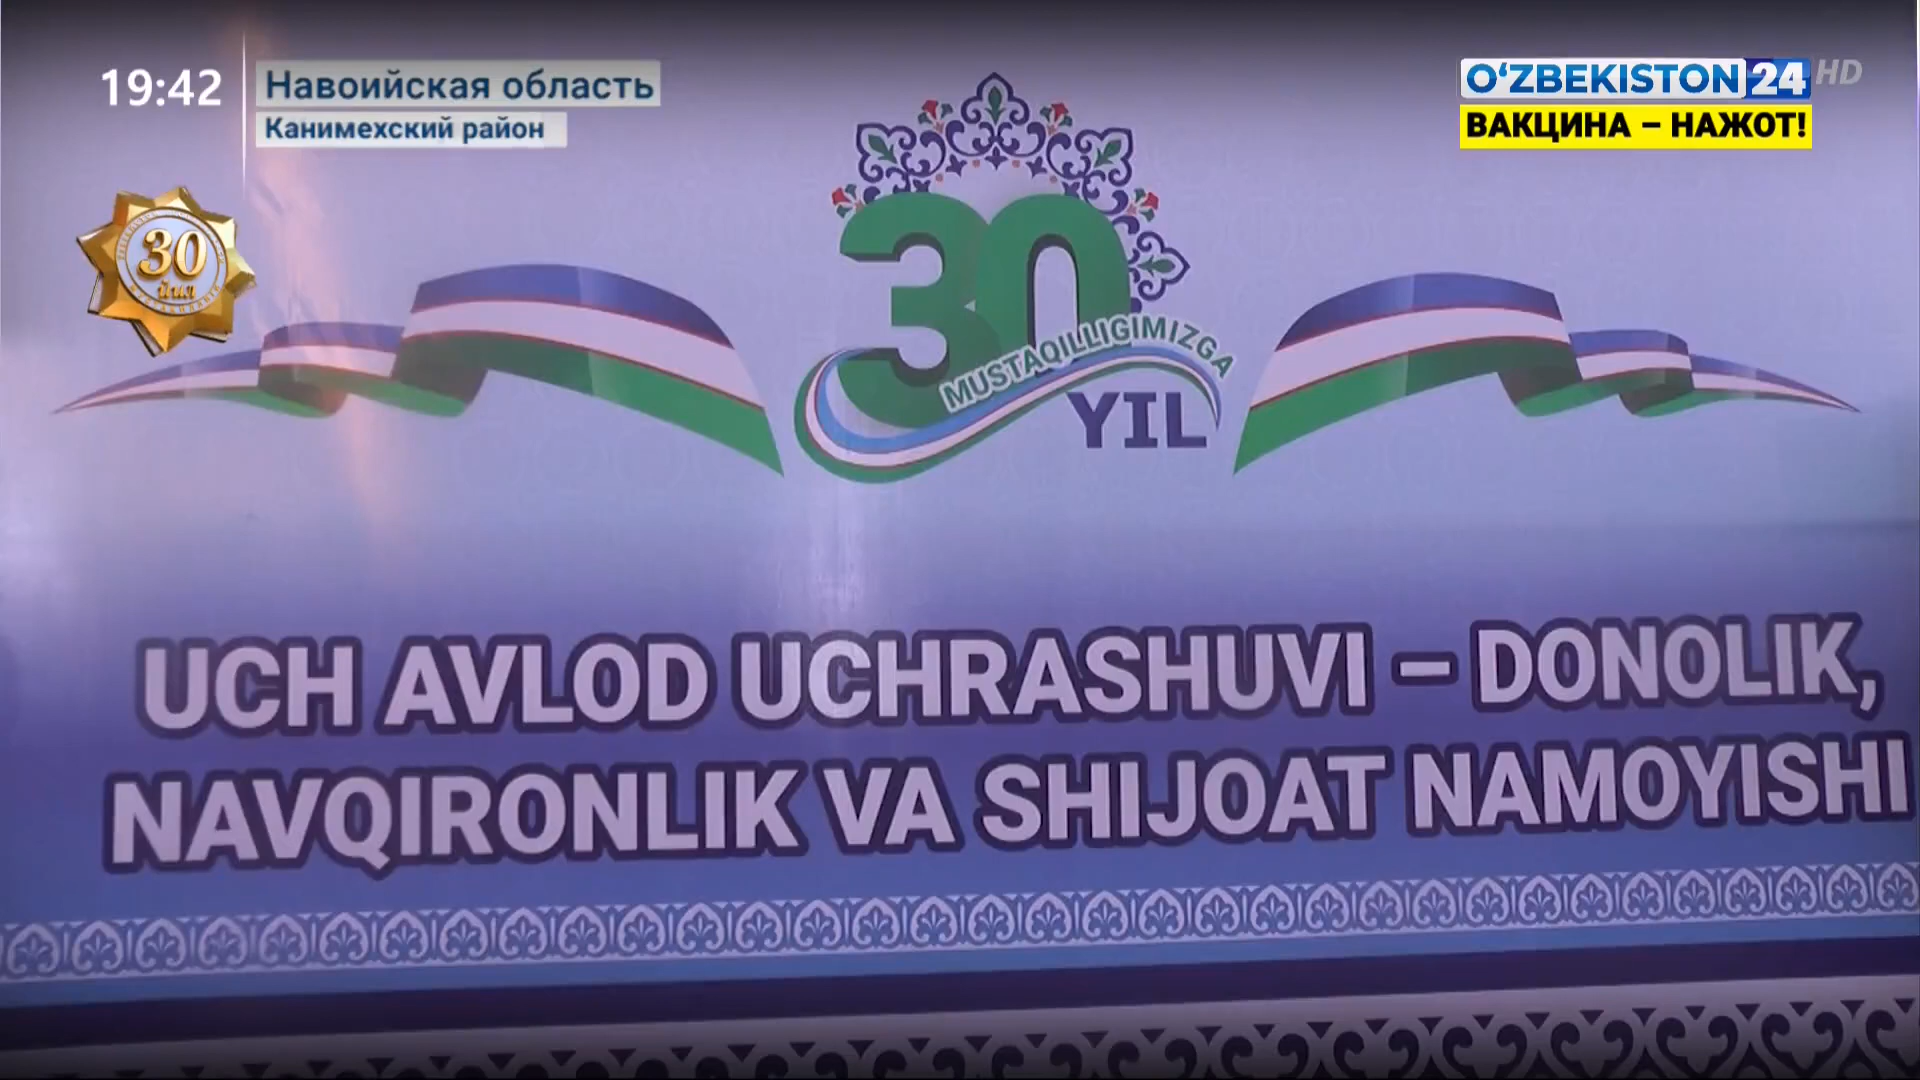 19:42
Навоийская область
Канимехский район
O‘ZBEKISTON 24 HD
ВАКЦИНА – НАЖОТ!
30
йил
30
MUSTAQILLIGIMIZGA
YIL
UCH AVLOD UCHRASHUVI – DONOLIK,
NAVQIRONLIK VA SHIJOAT NAMOYISHI